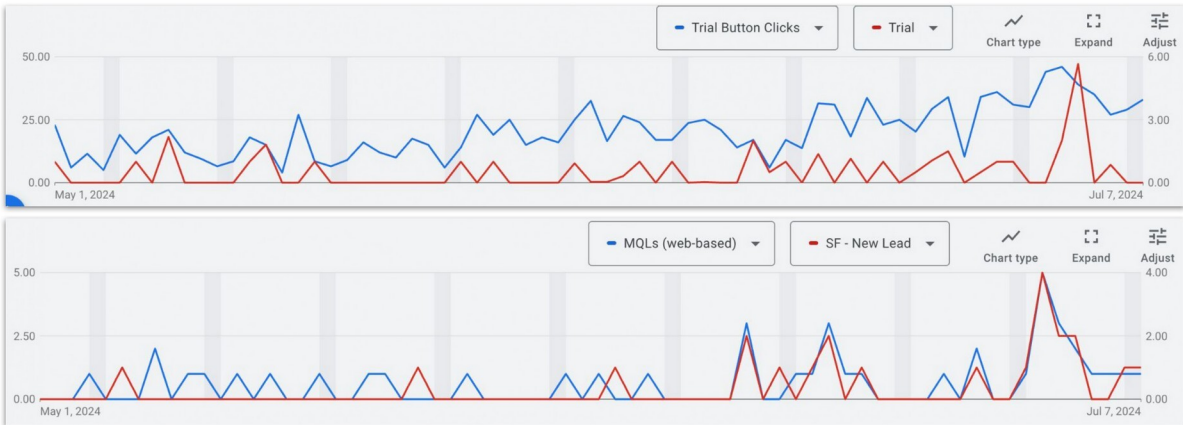 Trial Button Clicks Trial Chart type Expand Adjust
50.00 6.00
25.00 3.00
0.00 0.00
May 1, 2024 Jul 7, 2024
MQLs (web-based) SF - New Lead Chart type Expand Adjust
5.00 4.00
2.50 2.00
0.00 0.00
May 1, 2024 Jul 7, 2024